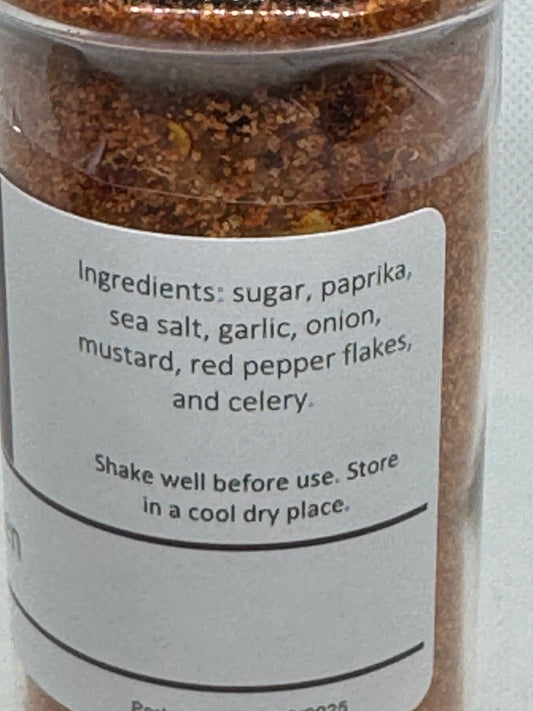 Ingredients: sugar, paprika,
sea salt, garlic, onion,
mustard, red pepper flakes,
and celery.
Shake well before use. Store
in a cool dry place.